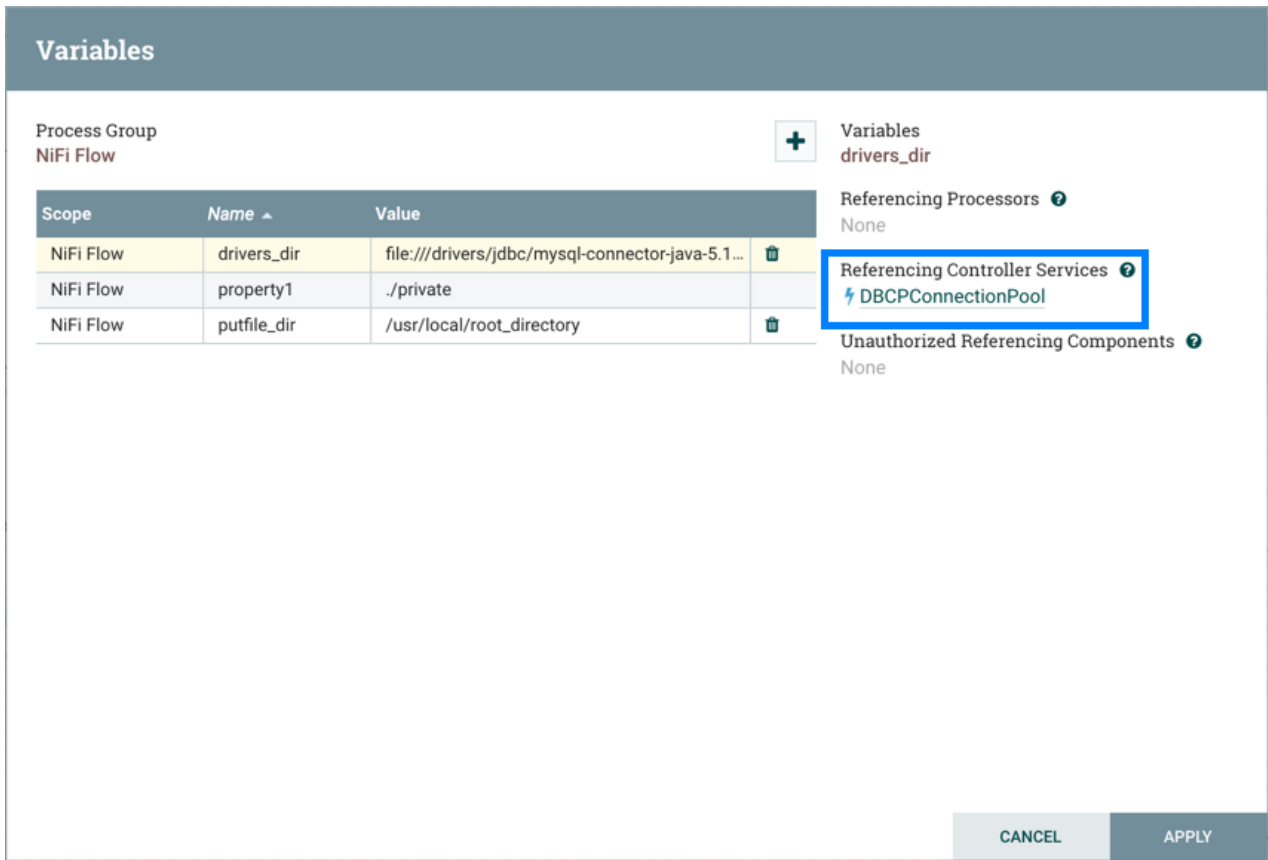 Variables
Process Group
NiFi Flow
Scope Name Value
NiFi Flow drivers_dir file:///drivers/jdbc/mysql-connector-java-5.1...
NiFi Flow property1 ./private
NiFi Flow putfile_dir /usr/local/root_directory
Variables
drivers_dir
Referencing Processors
None
Referencing Controller Services
DBCPConnectionPool
Unauthorized Referencing Components
None
CANCEL APPLY